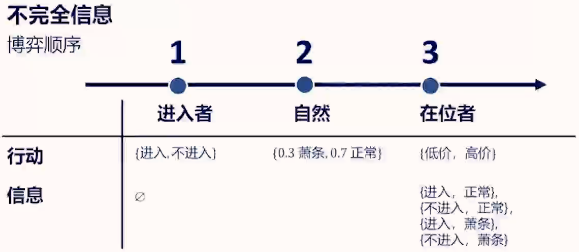 不完全信息
博弈顺序
1 2 3
进入者 自然 在位者
行动 {进入, 不进入} {0.3 萧条, 0.7 正常} {低价，高价}
信息 ∅ {进入，正常},
{不进入，正常},
{进入，萧条},
{不进入，萧条}